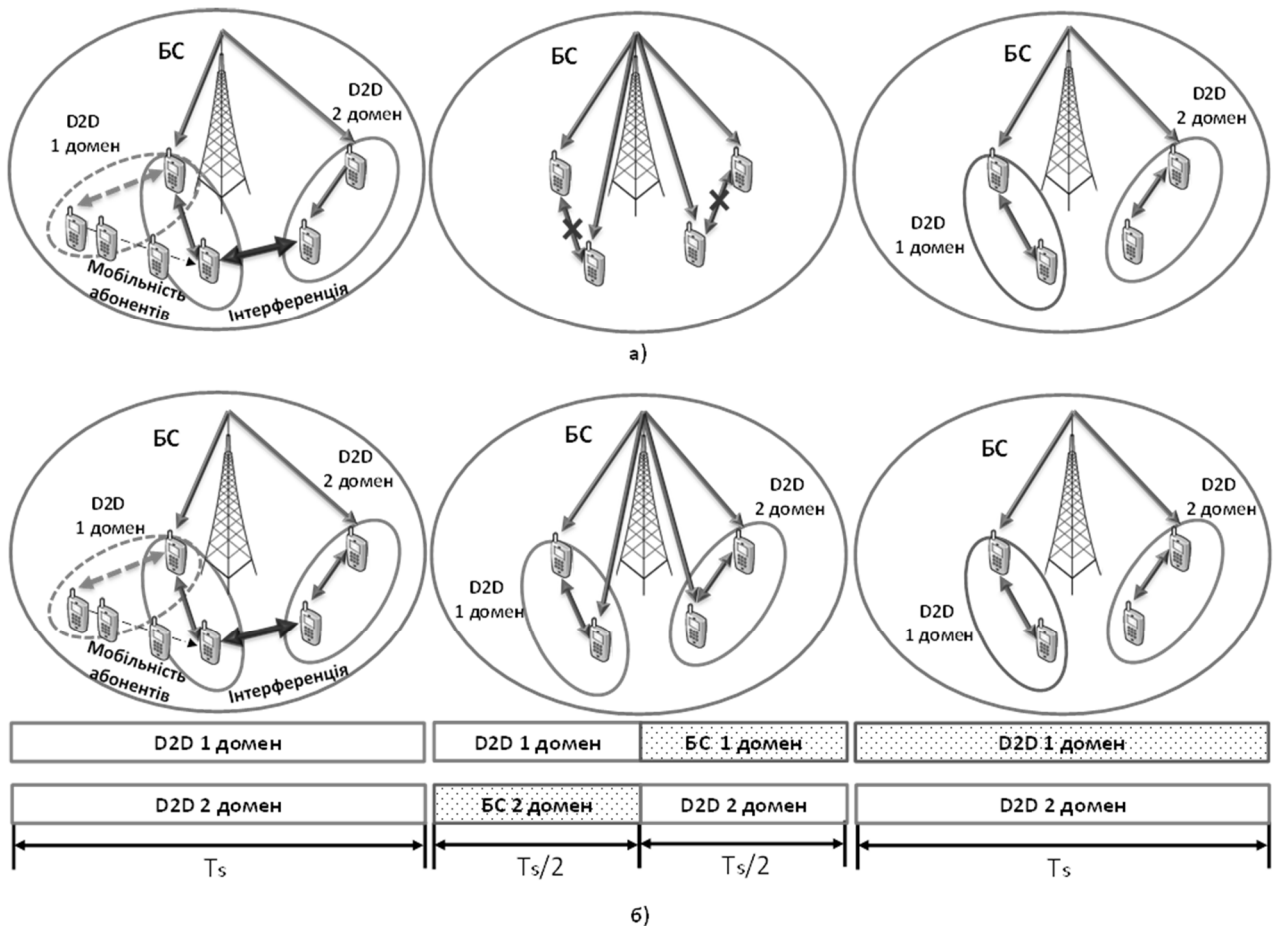 БС
D2D
2 домен
D2D
1 домен
Мобільність
абонентів
Інтерференція
БС
БС
D2D
2 домен
D2D
1 домен
а)
БС
D2D
2 домен
D2D
1 домен
Мобільність
абонентів
Інтерференція
БС
D2D
2 домен
D2D
1 домен
БС
D2D
2 домен
D2D
1 домен
D2D 1 домен
D2D 1 домен
БС 1 домен
D2D 1 домен
D2D 2 домен
БС 2 домен
D2D 2 домен
D2D 2 домен
Ts
Ts/2
Ts/2
Ts
б)